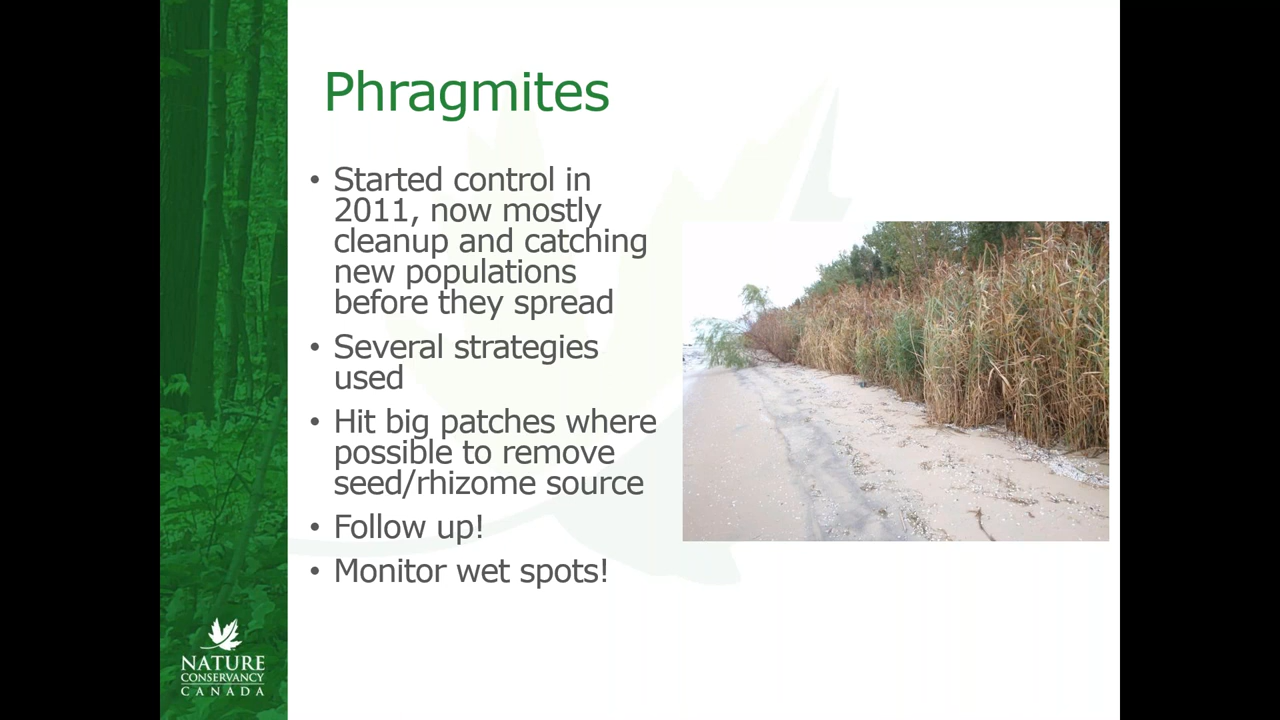 Phragmites
• Started control in
2011, now mostly
cleanup and catching
new populations
before they spread
• Several strategies
used
• Hit big patches where
possible to remove
seed/rhizome source
• Follow up!
• Monitor wet spots!
NATURE
CONSERVANCY
CANADA